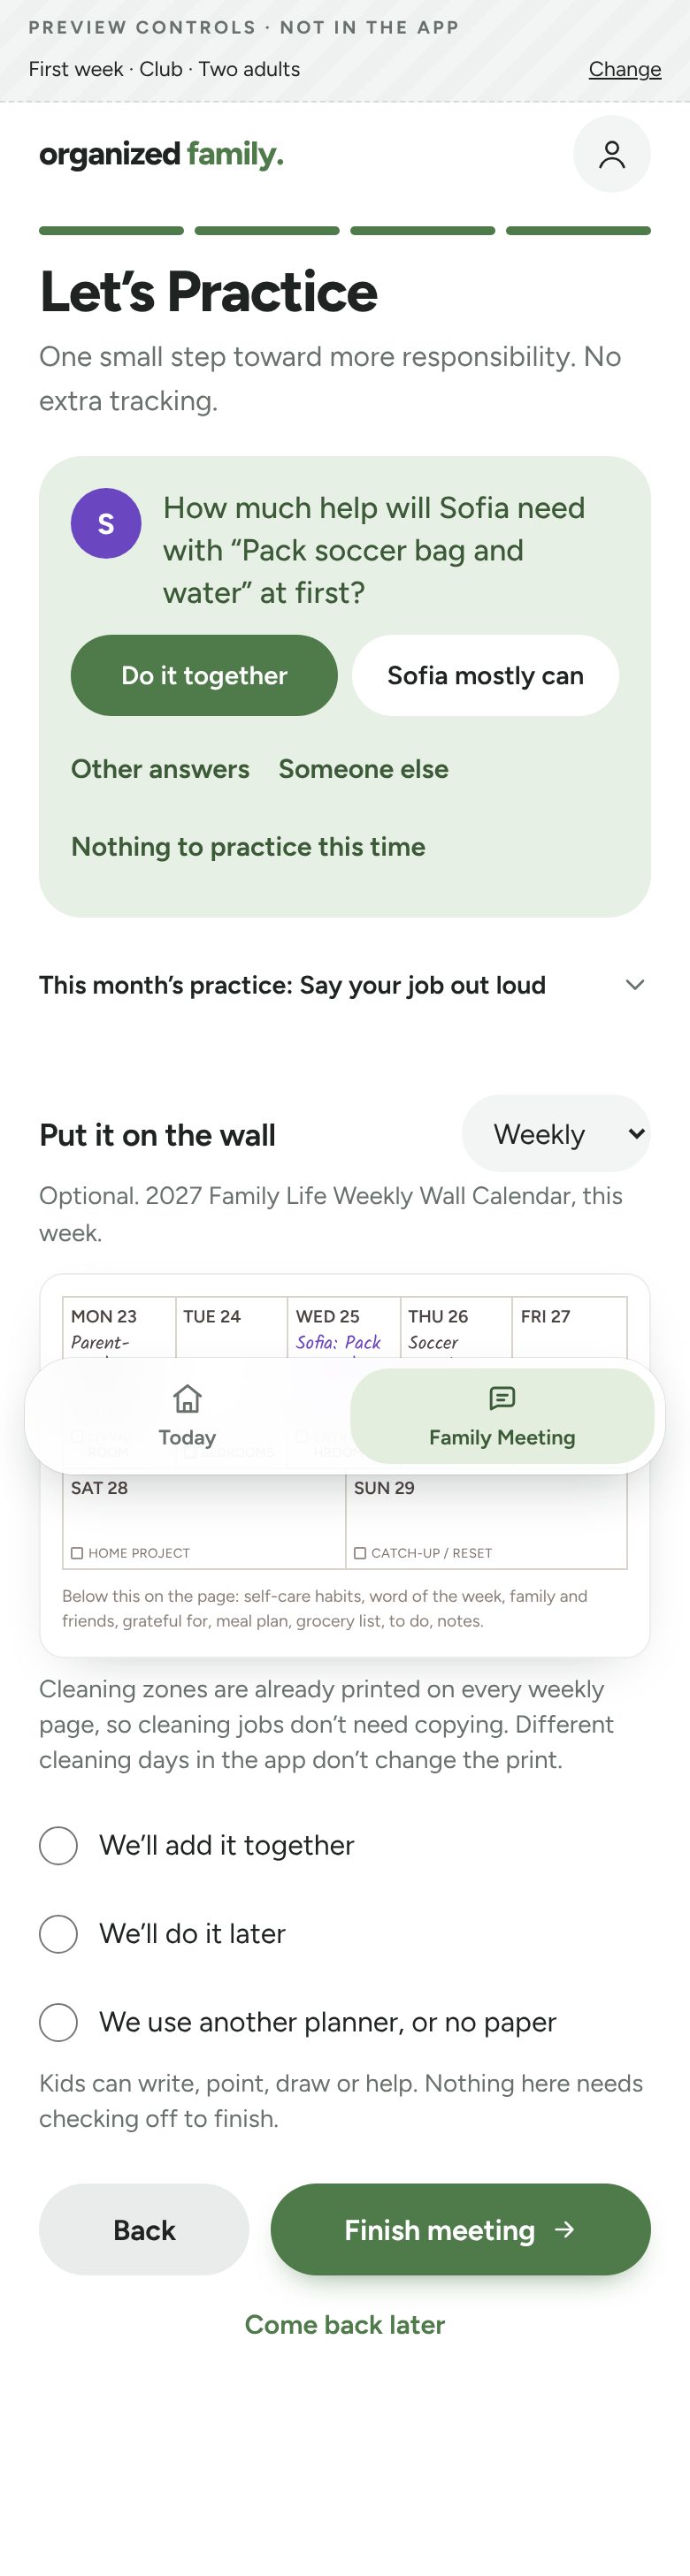 PREVIEW CONTROLS · NOT IN THE APP
First week · Club · Two adults
Change
organized family.
Let’s Practice
One small step toward more responsibility. No
extra tracking.
S
How much help will Sofia need
with “Pack soccer bag and
water” at first?
Do it together
Sofia mostly can
Other answers
Someone else
Nothing to practice this time
This month’s practice: Say your job out loud
Put it on the wall
Weekly
Optional. 2027 Family Life Weekly Wall Calendar, this
week.
MON 23
TUE 24
WED 25
THU 26
FRI 27
Parent-
Sofia: Pack
Soccer
ROOM
Today
Family Meeting
SAT 28
SUN 29
HOME PROJECT
CATCH-UP / RESET
Below this on the page: self-care habits, word of the week, family and
friends, grateful for, meal plan, grocery list, to do, notes.
Cleaning zones are already printed on every weekly
page, so cleaning jobs don’t need copying. Different
cleaning days in the app don’t change the print.
We’ll add it together
We’ll do it later
We use another planner, or no paper
Kids can write, point, draw or help. Nothing here needs
checking off to finish.
Back
Finish meeting →
Come back later